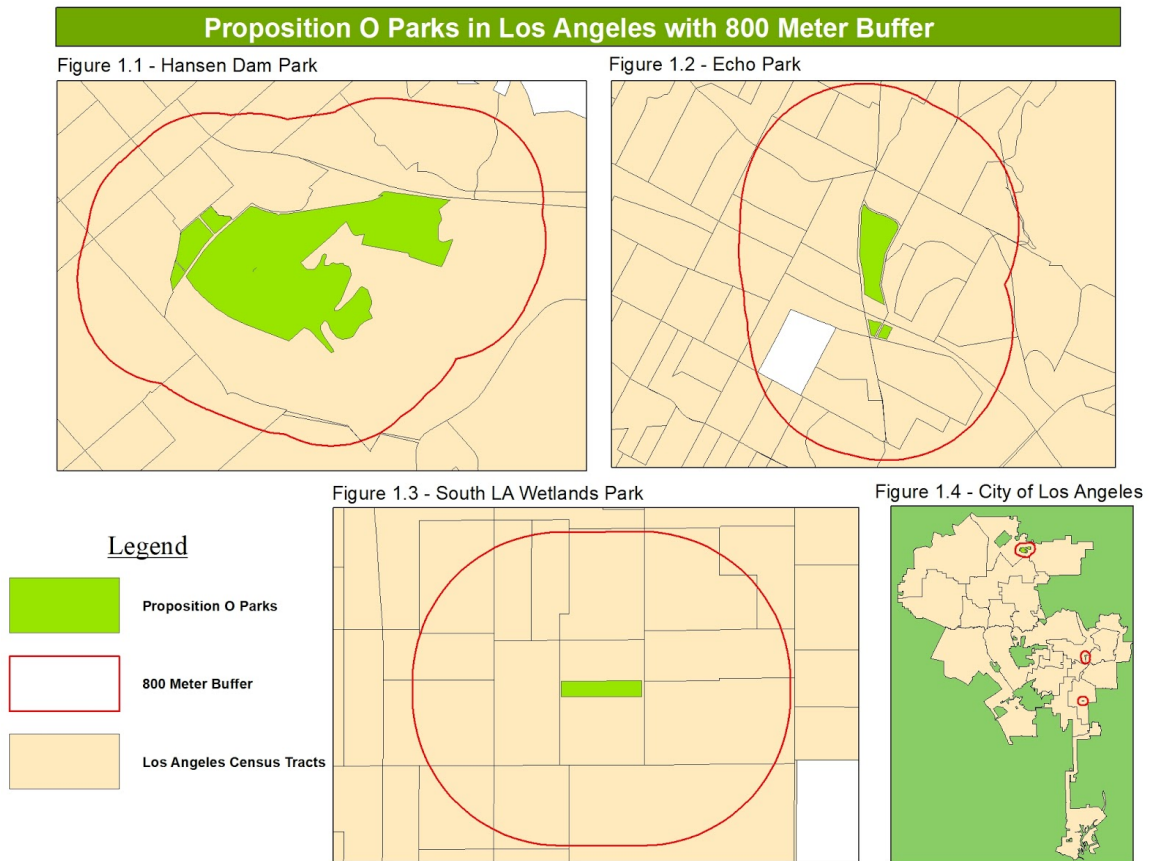 Proposition O Parks in Los Angeles with 800 Meter Buffer
Figure 1.1 - Hansen Dam Park
Figure 1.2 - Echo Park
Figure 1.3 - South LA Wetlands Park
Figure 1.4 - City of Los Angeles
Legend
Proposition O Parks
800 Meter Buffer
Los Angeles Census Tracts